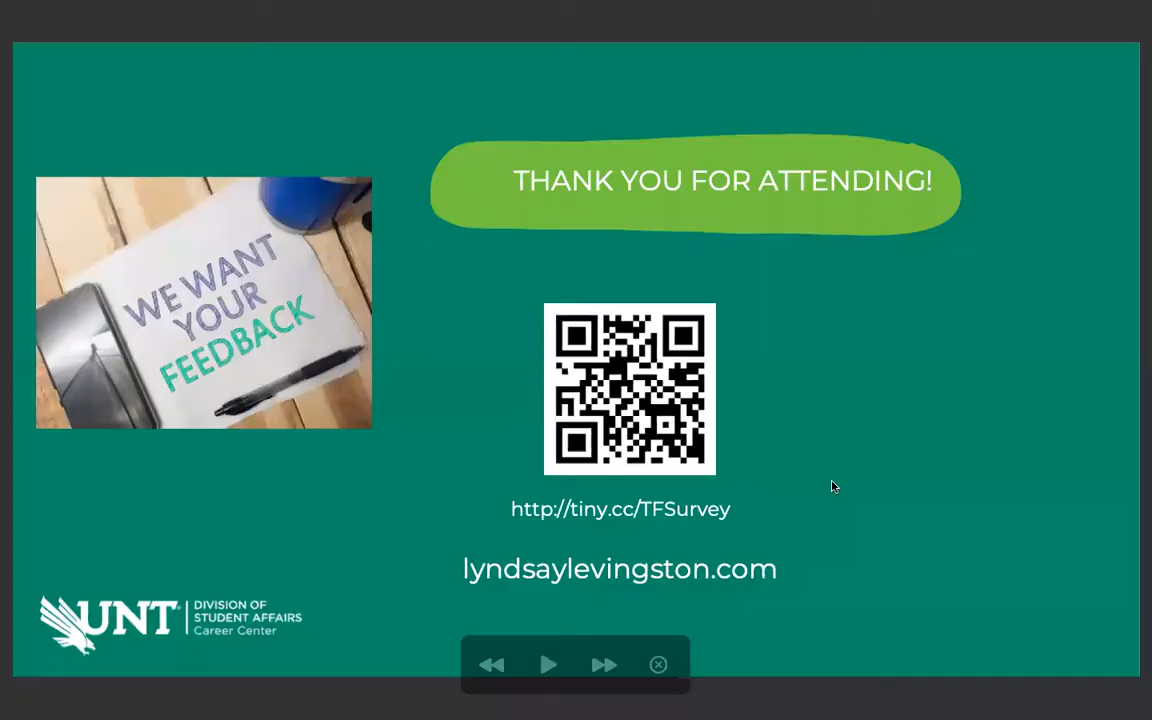 THANK YOU FOR ATTENDING!
WE WANT
YOUR
FEEDBACK
http://tiny.cc/TFSurvey
lyndsaylevingston.com
UNT
DIVISION OF
STUDENT AFFAIRS
Career Center